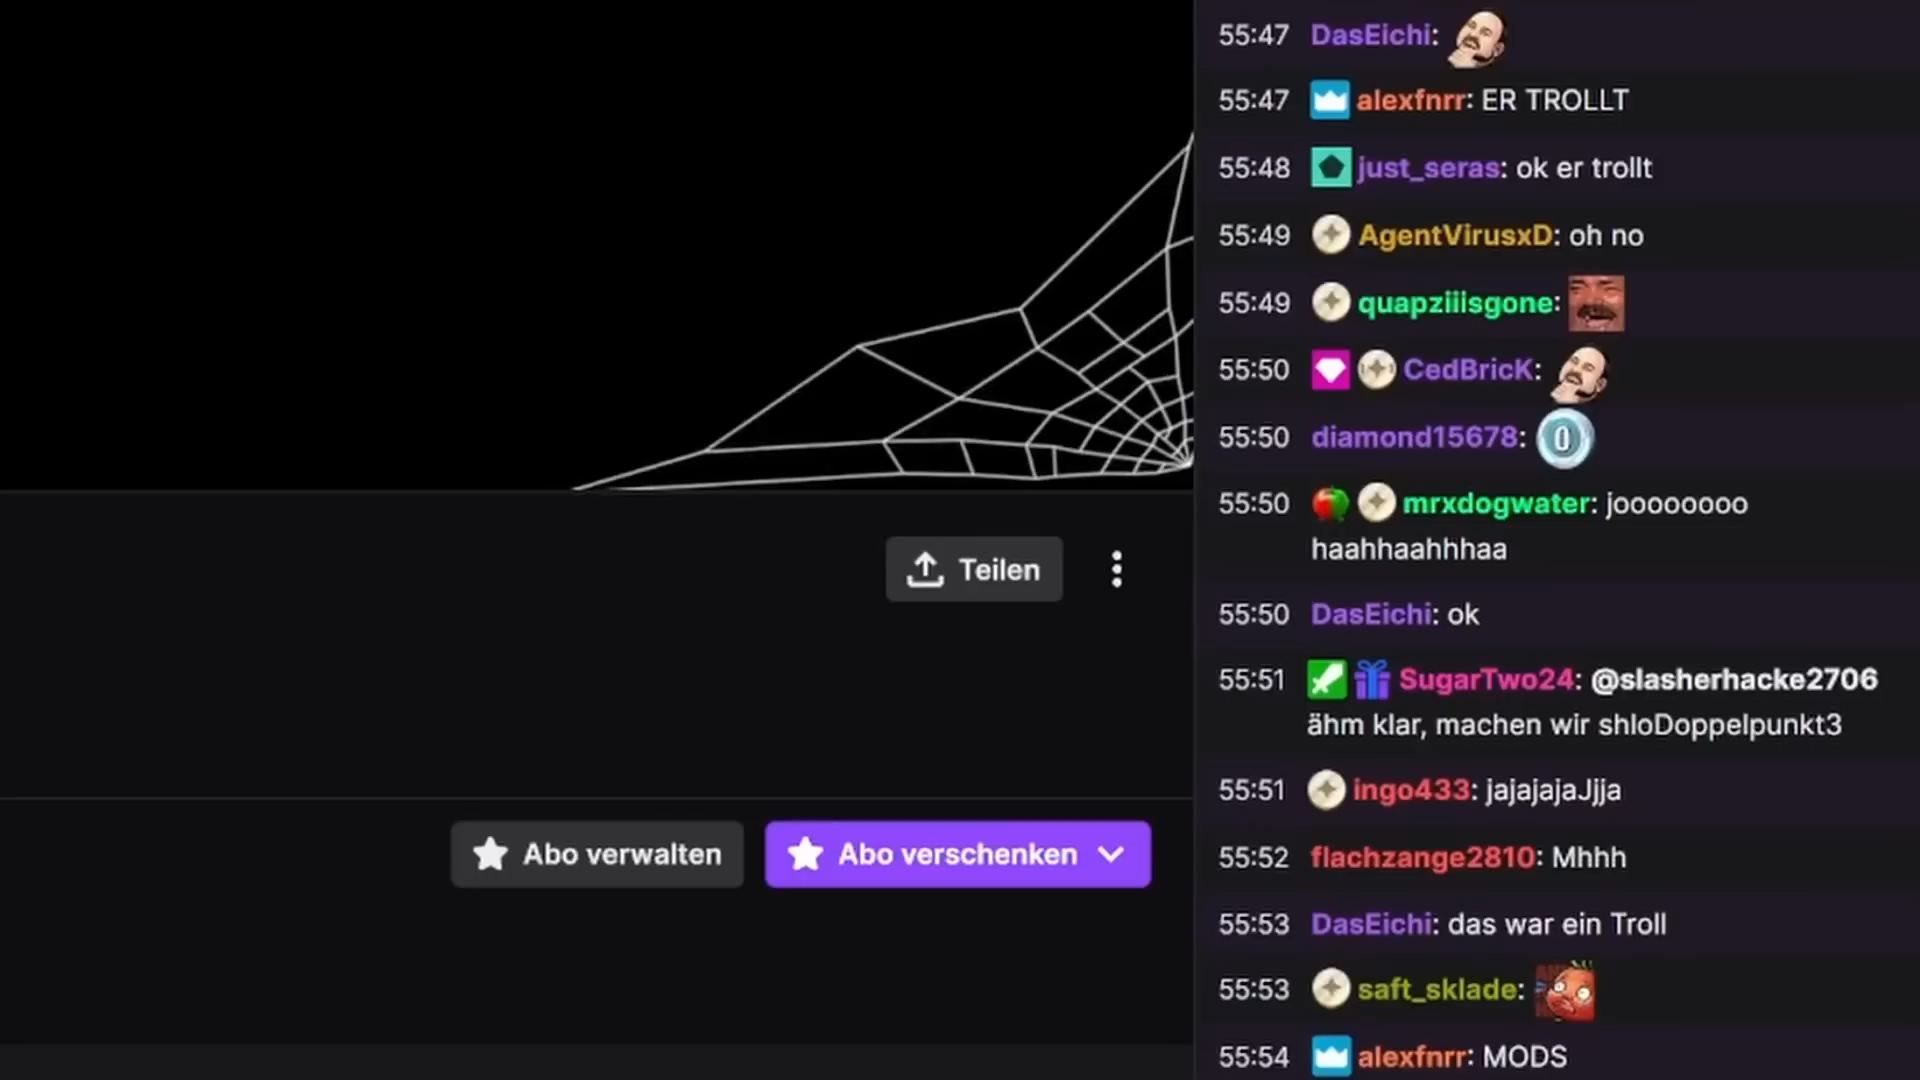 55:47 DasEichi:
55:47 alexfnrr: ER TROLLT
55:48 just_seras: ok er trollt
55:49 AgentVirusxD: oh no
55:49 quapziiisgone:
55:50 CedBricK:
55:50 diamond15678: 0
55:50 mrxdogwater: joooooooo
haahhaahhhaa
55:50 DasEichi: ok
55:51 SugarTwo24: @slasherhacke2706
ähm klar, machen wir shloDoppelpunkt3
55:51 ingo433: jajajajaJjja
55:52 flachzange2810: Mhhh
55:53 DasEichi: das war ein Troll
55:53 saft_sklade:
55:54 alexfnrr: MODS
Teilen
Abo verwalten
Abo verschenken